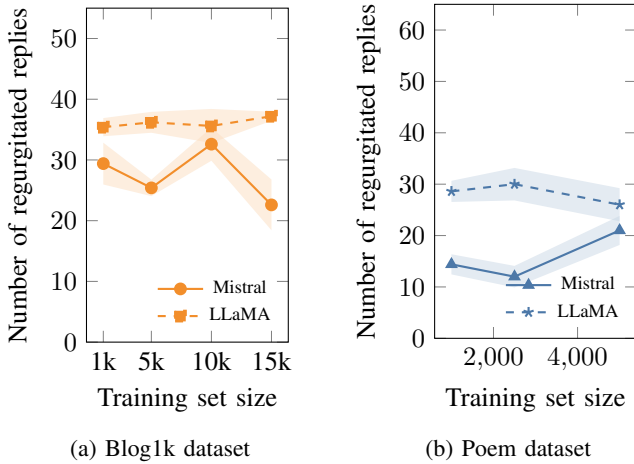 Number of regurgitated replies
50
40
30
20
10
0
Mistral
LLaMA
1k 5k 10k 15k
Training set size
(a) Blog1k dataset
Number of regurgitated replies
60
50
40
30
20
10
0
Mistral
LLaMA
2,000 4,000
Training set size
(b) Poem dataset